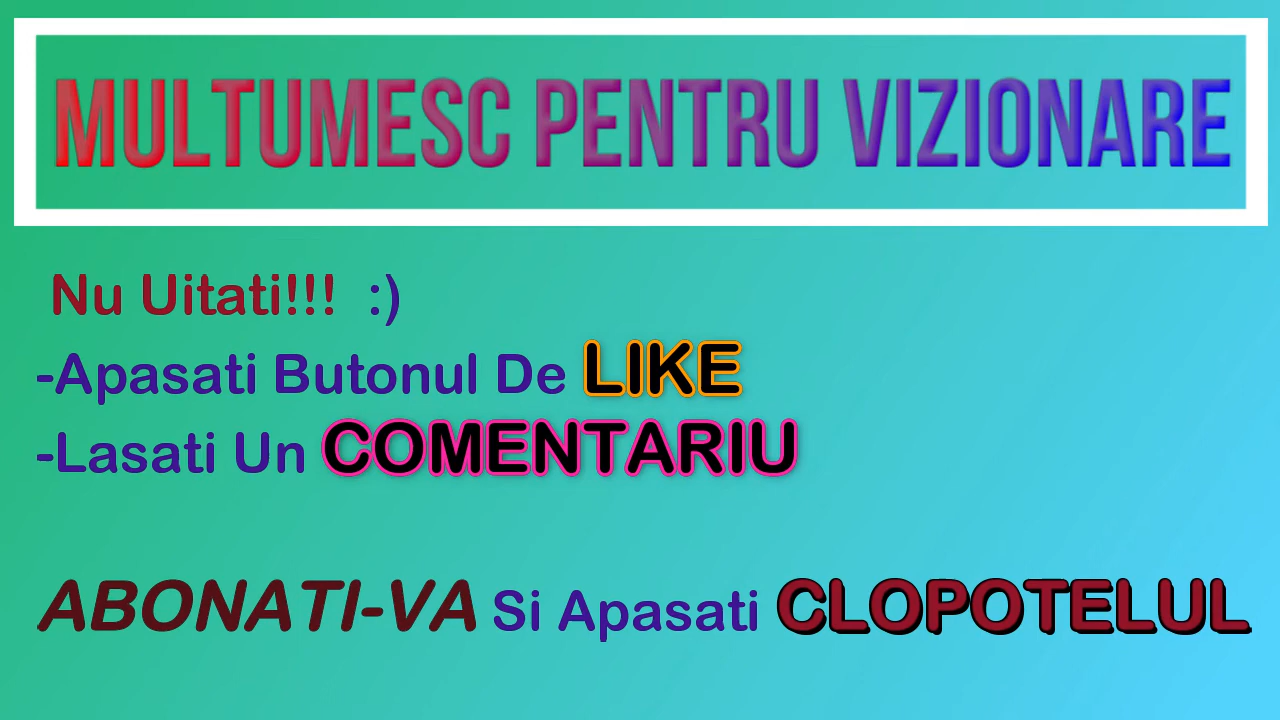 MULTUMESC PENTRU VIZIONARE
Nu Uitati!!! :)
-Apasati Butonul De LIKE
-Lasati Un COMENTARIU
ABONATI-VA Si Apasati CLOPOTELUL